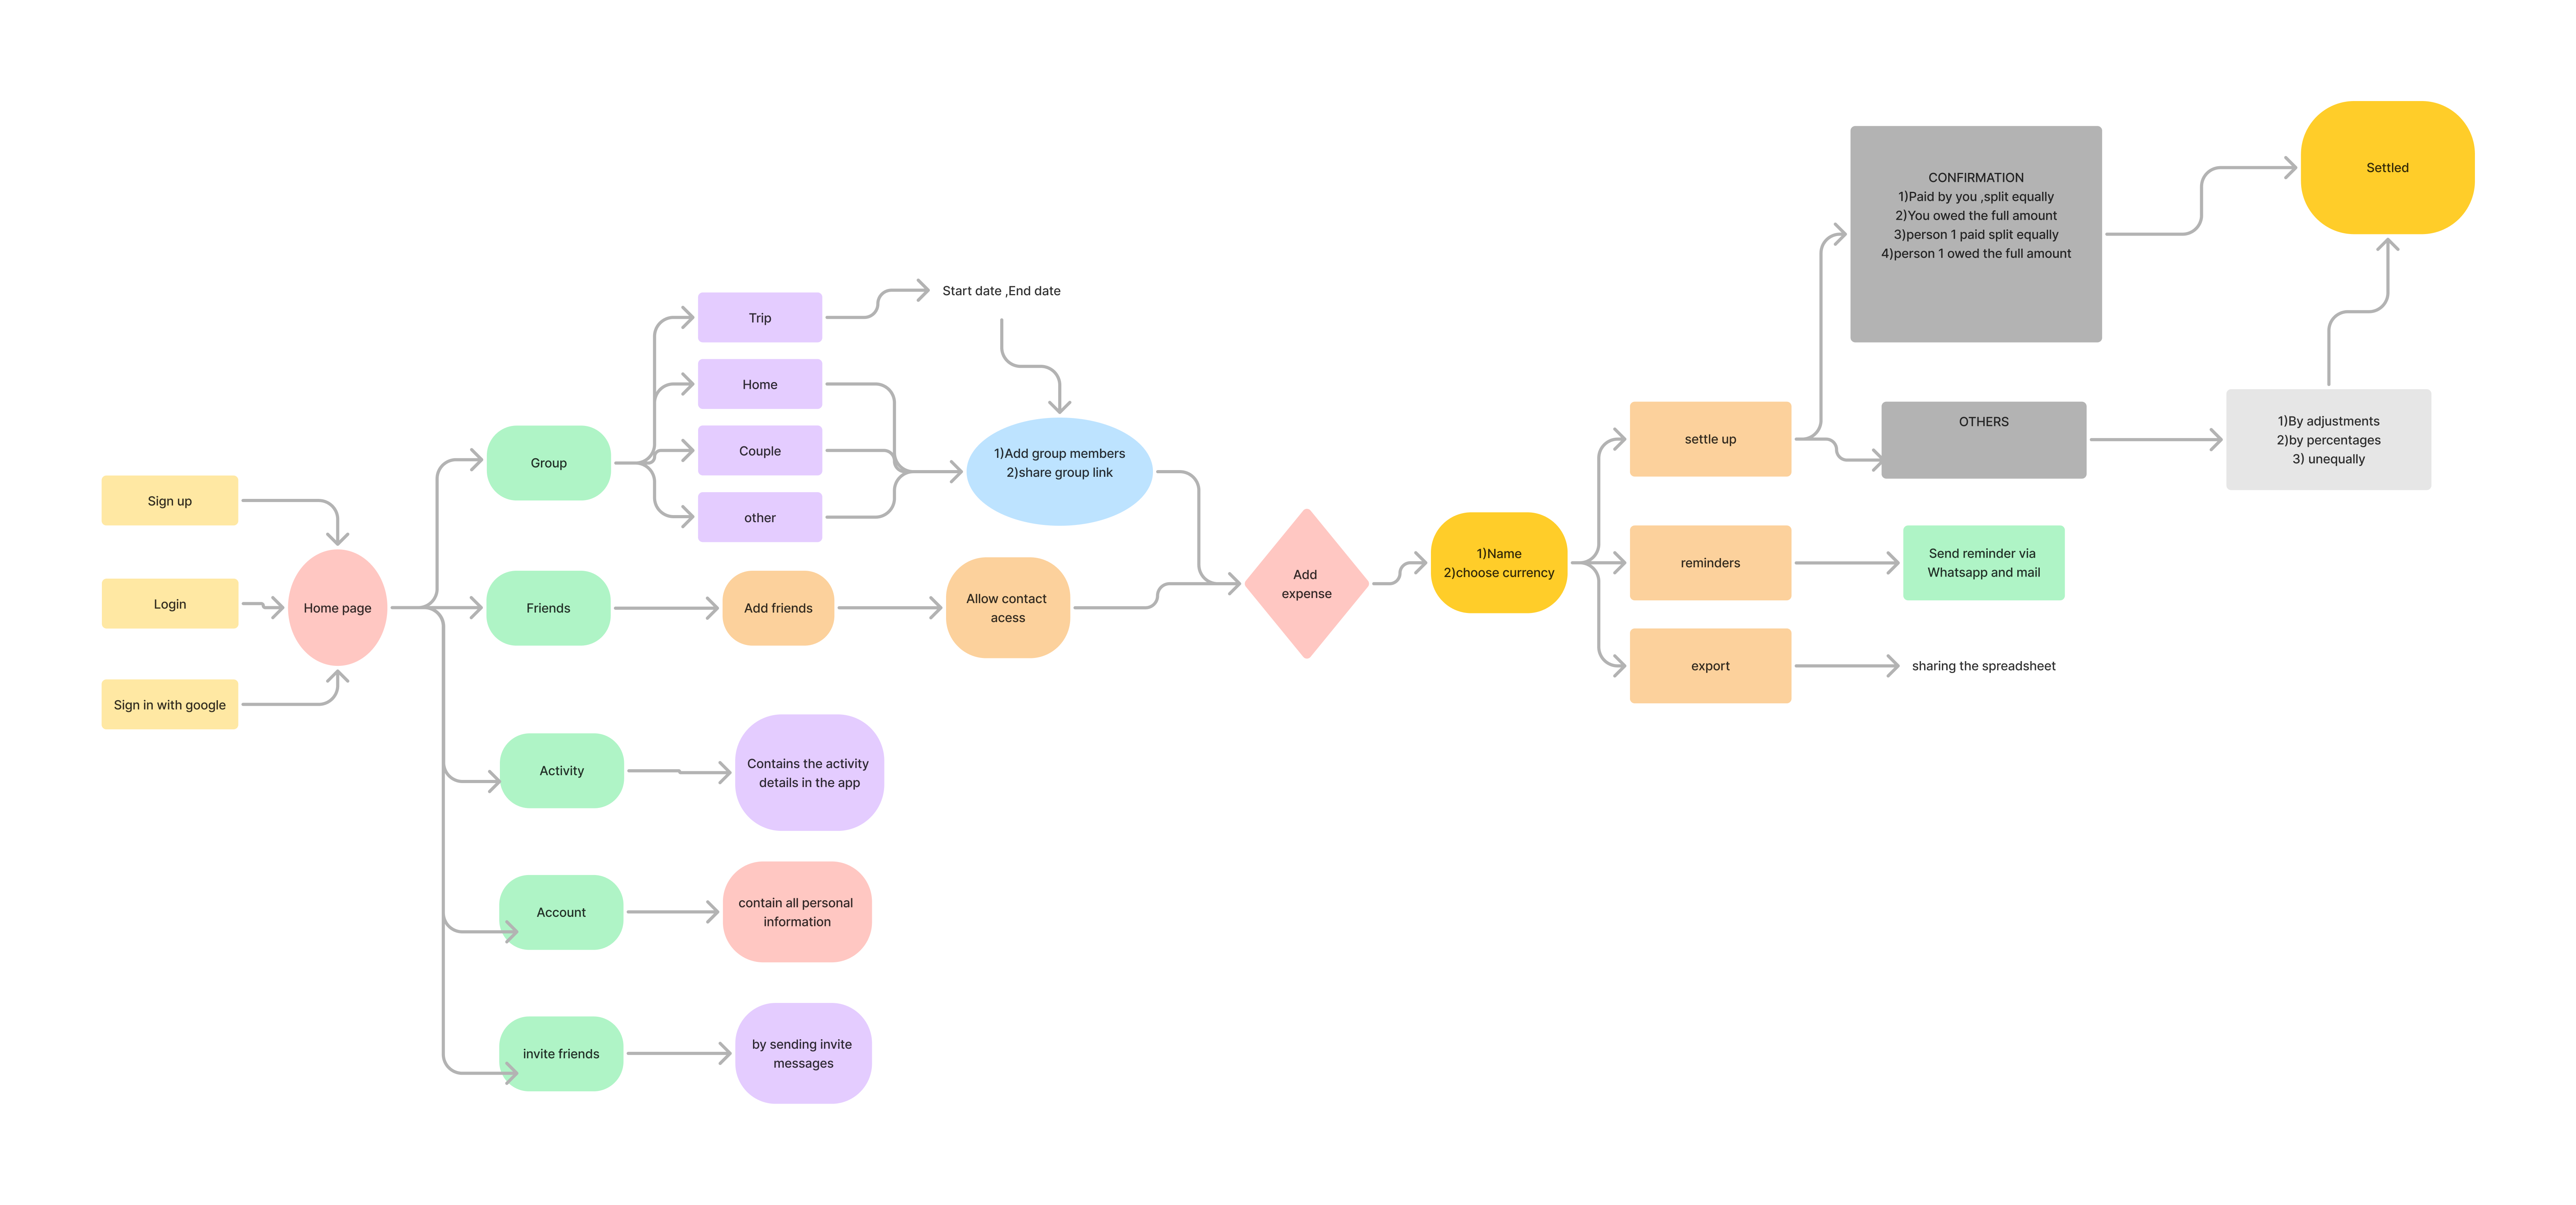 Sign up
Login
Sign in with google
Home page
Group
Friends
Activity
Account
invite friends
Trip
Home
Couple
other
Start date ,End date
1)Add group members
2)share group link
Add friends
Allow contact
acess
Contains the activity
details in the app
contain all personal
information
by sending invite
messages
Add
expense
1)Name
2)choose currency
settle up
reminders
export
CONFIRMATION
1)Paid by you ,split equally
2)You owed the full amount
3)person 1 paid split equally
4)person 1 owed the full amount
OTHERS
1)By adjustments
2)by percentages
3) unequally
Settled
Send reminder via
Whatsapp and mail
sharing the spreadsheet